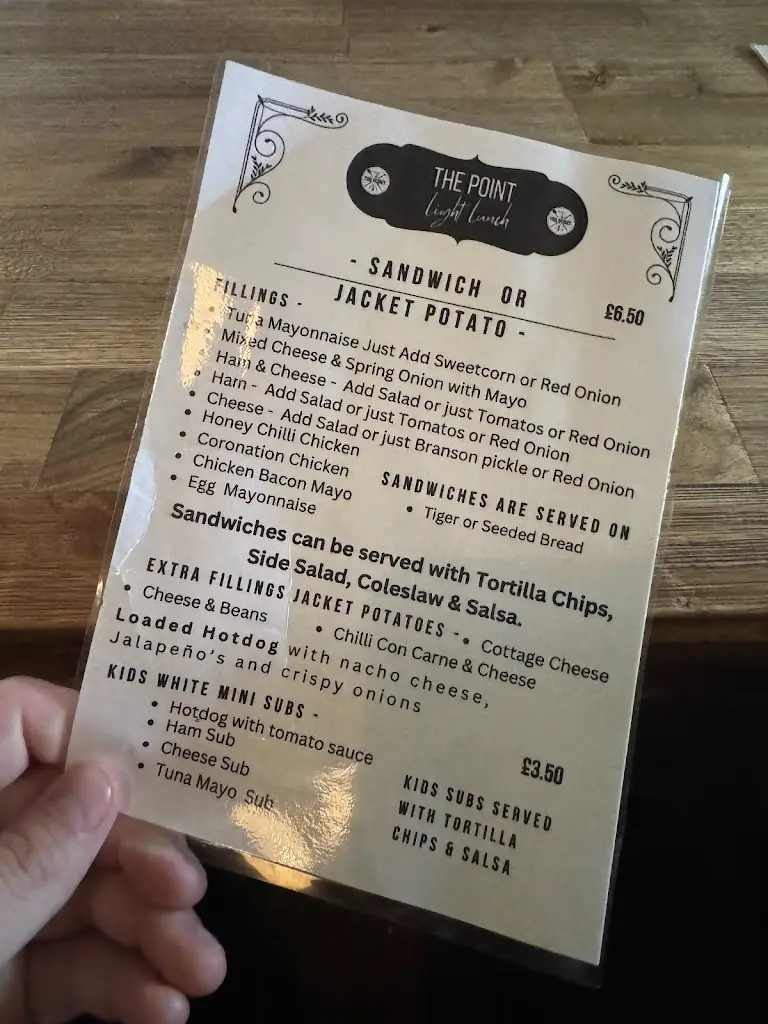 THE POINT
Light Lunch
- SANDWICH OR
JACKET POTATO -
£6.50
FILLINGS -
• Tuna Mayonnaise Just Add Sweetcorn or Red Onion
• Mixed Cheese & Spring Onion with Mayo
• Ham & Cheese - Add Salad or just Tomatos or Red Onion
• Ham - Add Salad or just Tomatos or Red Onion
• Cheese - Add Salad or just Branson pickle or Red Onion
• Honey Chilli Chicken
• Coronation Chicken
• Chicken Bacon Mayo
• Egg Mayonnaise
SANDWICHES ARE SERVED ON
• Tiger or Seeded Bread
Sandwiches can be served with Tortilla Chips,
Side Salad, Coleslaw & Salsa.
EXTRA FILLINGS JACKET POTATOES -
• Cheese & Beans
• Chilli Con Carne & Cheese
• Cottage Cheese
Loaded Hotdog with nacho cheese,
Jalapeño's and crispy onions
KIDS WHITE MINI SUBS -
• Hotdog with tomato sauce
• Ham Sub
• Cheese Sub
• Tuna Mayo Sub
£3.50
KIDS SUBS SERVED
WITH TORTILLA
CHIPS & SALSA